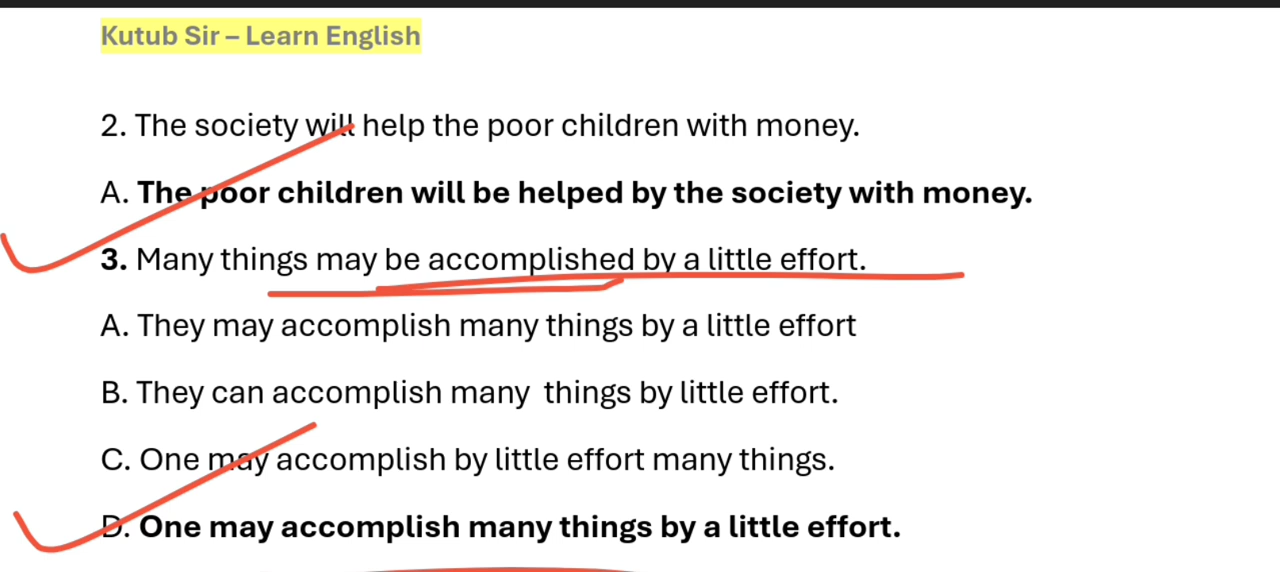 Kutub Sir – Learn English
2. The society will help the poor children with money.
A. The poor children will be helped by the society with money.
3. Many things may be accomplished by a little effort.
A. They may accomplish many things by a little effort
B. They can accomplish many  things by little effort.
C. One may accomplish by little effort many things.
D. One may accomplish many things by a little effort.